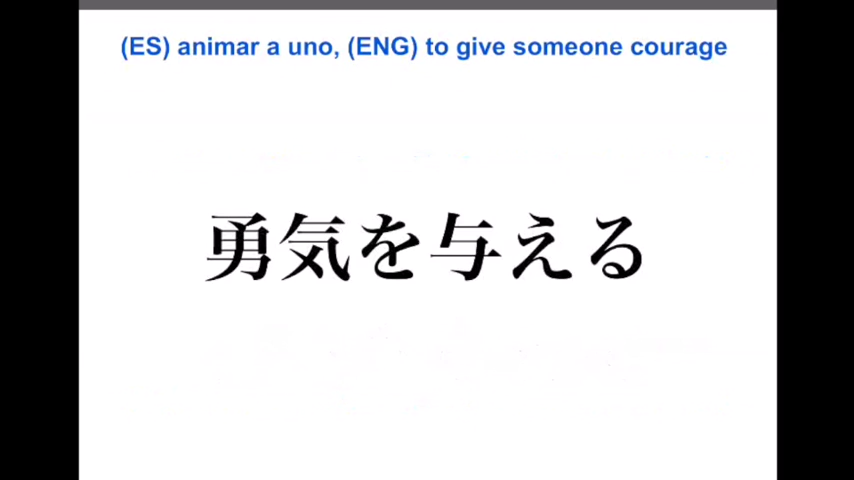 (ES) animar a uno, (ENG) to give someone courage
勇気を与える